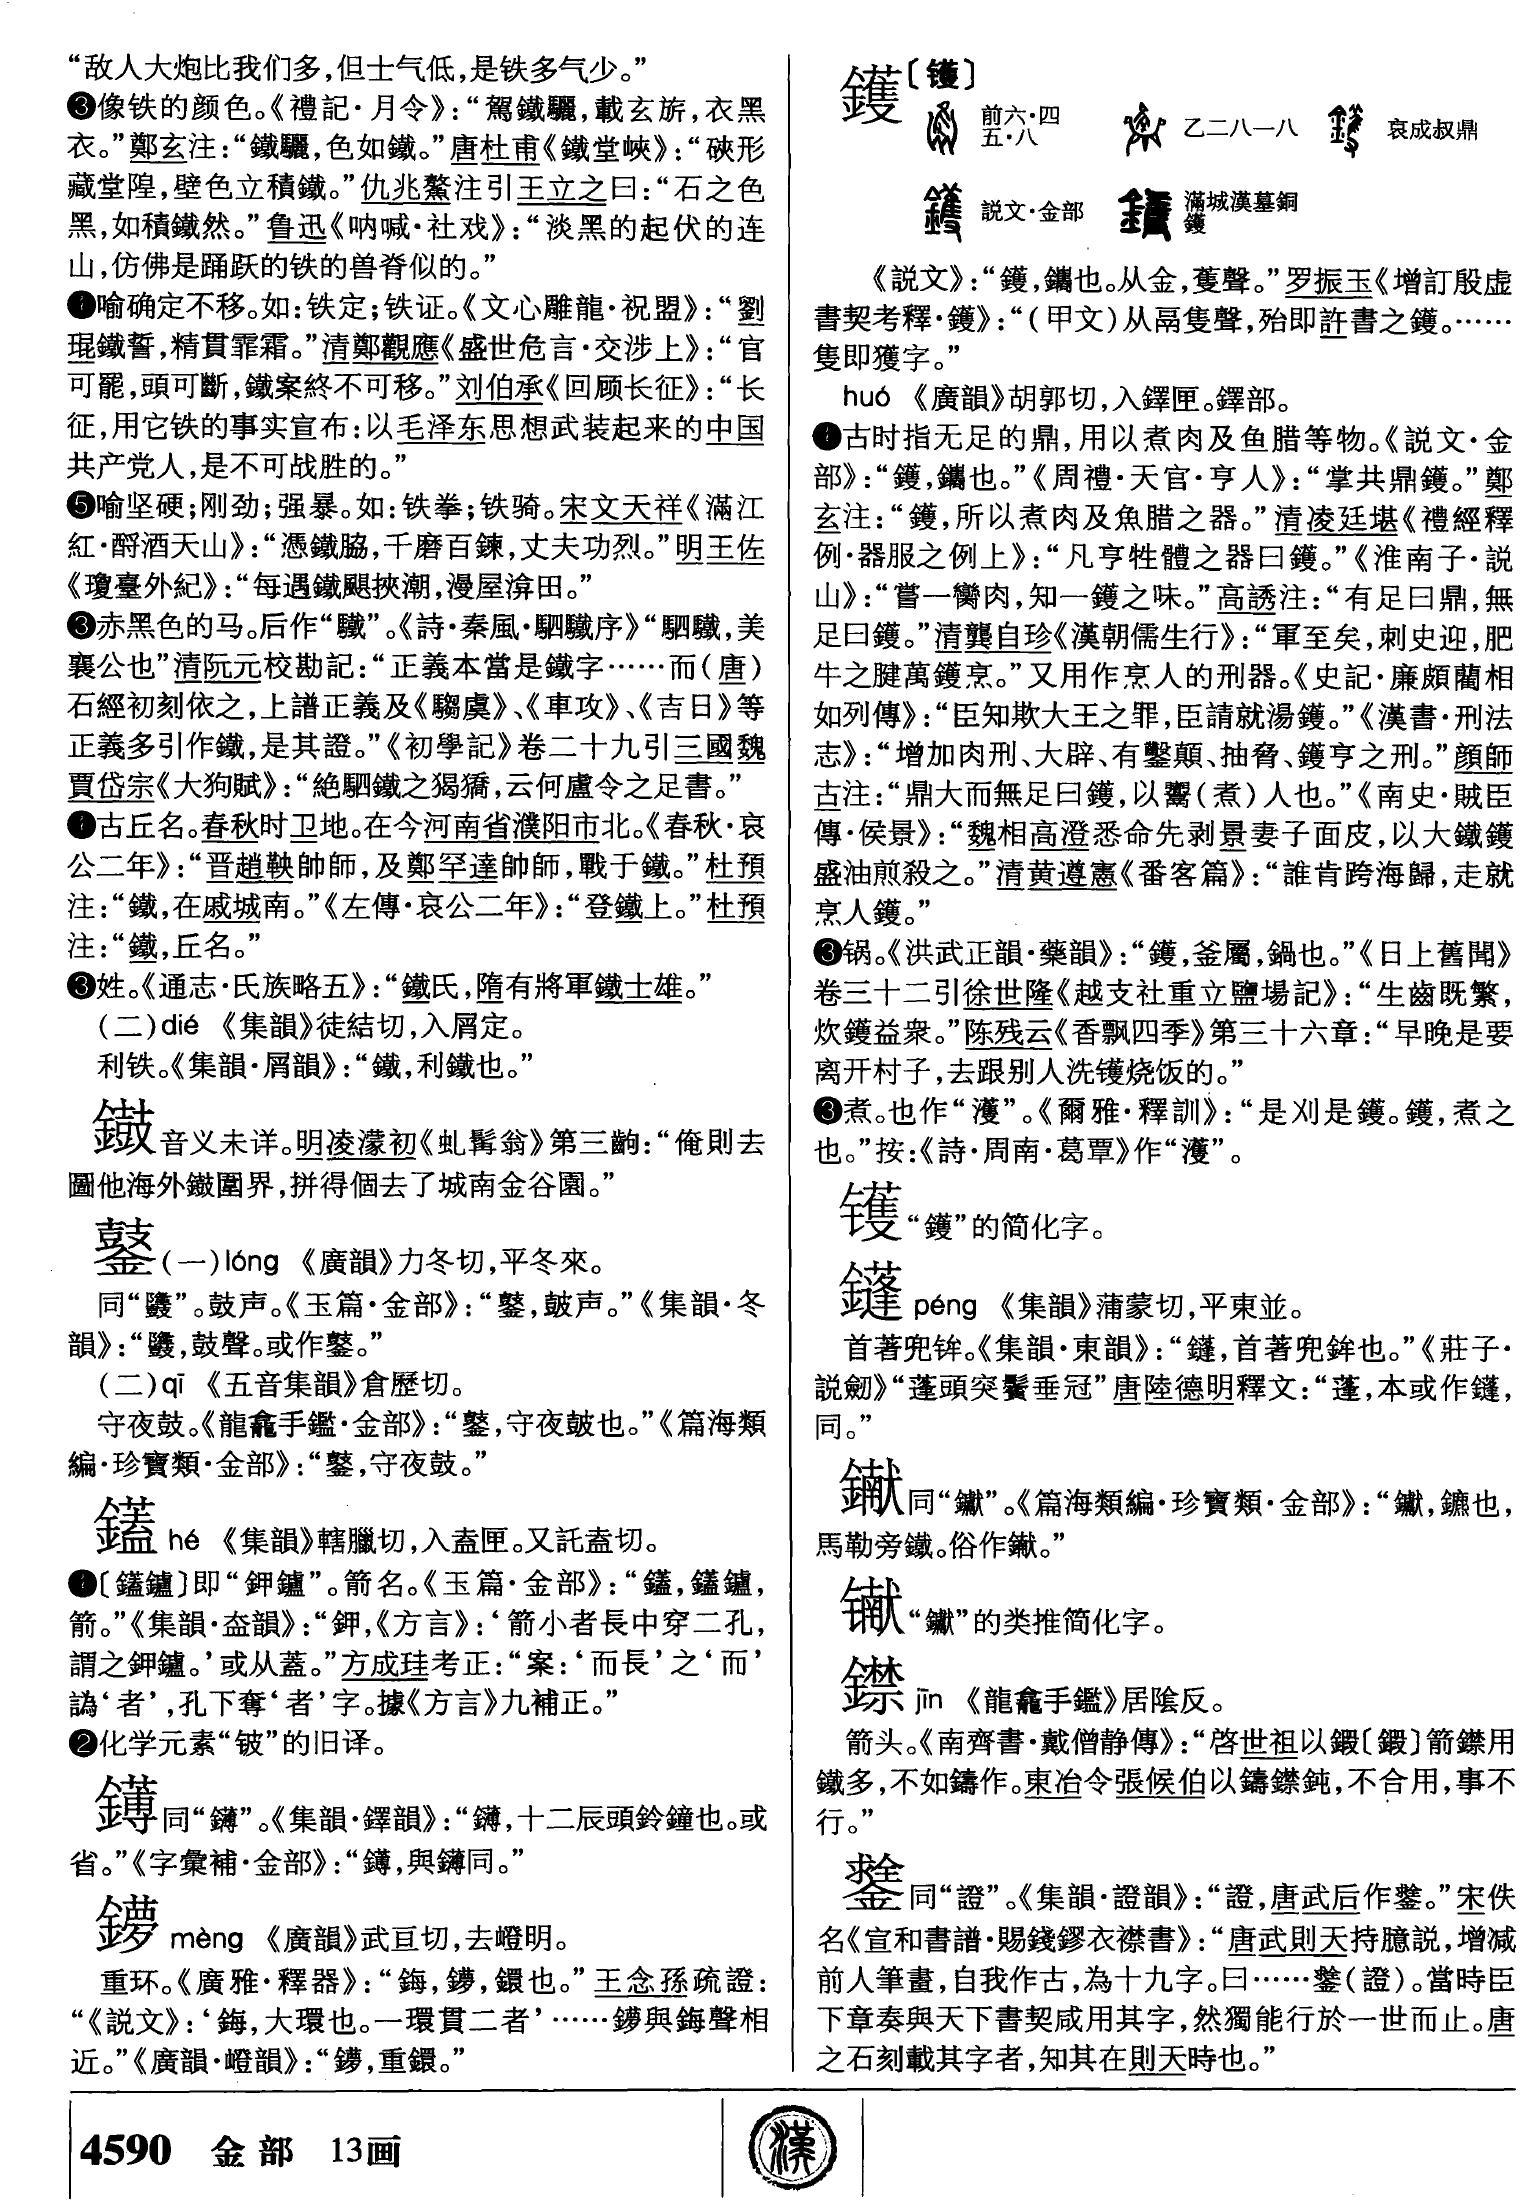 “敌人大炮比我们多,但士气低,是铁多气少。”
❸像铁的颜色。《禮記·月令》:“駕鐵驪,載玄旂,衣黑
衣。”鄭玄注:“鐵驪,色如鐵。”唐杜甫《鐵堂峽》:“硤形
藏堂隍,壁色立積鐵。”仇兆鰲注引王立之曰:“石之色
黑,如積鐵然。”鲁迅《呐喊·社戏》:“淡黑的起伏的连
山,仿佛是踊跃的铁的兽脊似的。”
喻确定不移。如:铁定;铁证。《文心雕龍·祝盟》:“劉
琨鐵誓,精貫霏霜。”清鄭觀應《盛世危言·交涉上》:“官
可罷,頭可斷,鐵案終不可移。”刘伯承《回顾长征》:“长
征,用它铁的事实宣布:以毛泽东思想武装起来的中国
共产党人,是不可战胜的。”
❺喻坚硬;刚劲;强暴。如:铁拳;铁骑。宋文天祥《滿江
紅·酹酒天山》:“憑鐵脇,千磨百鍊,丈夫功烈。”明王佐
《瓊臺外紀》:“每遇鐵颶挾潮,漫屋渰田。”
❸赤黑色的马。后作“驖”。《詩·秦風·駟驖序》“駟驖,美
襄公也”清阮元校勘記:“正義本當是鐵字……而(唐)
石經初刻依之,上譜正義及《騶虞》、《車攻》、《吉日》等
正義多引作鐵,是其證。”《初學記》卷二十九引三國魏
賈岱宗《大狗賦》:“絶駟鐵之猲獢,云何盧令之足書。”
古丘名。春秋时卫地。在今河南省濮阳市北。《春秋·哀
公二年》:“晋趙鞅帥師,及鄭罕達帥師,戰于鐵。”杜預
注:“鐵,在戚城南。”《左傳·哀公二年》:“登鐵上。”杜預
注:“鐵,丘名。”
❸姓。《通志·氏族略五》:“鐵氏,隋有將軍鐵士雄。”
(二)dié 《集韻》徒結切,入屑定。
利铁。《集韻·屑韻》:“鐵,利鐵也。”
音义未详。明凌濛初《虬髯翁》第三齣:“俺則去
圖他海外圍界,拼得個去了城南金谷園。”
鼞(一)lóng 《廣韻》力冬切,平冬來。
同“鼕”。鼓声。《玉篇·金部》:“,皷声。”《集韻·冬
韻》:“,鼓聲。或作。”
(二)qī 《五音集韻》倉歷切。
守夜鼓。《龍龕手鑑·金部》:“,守夜皷也。”《篇海類
編·珍寶類·金部》:“,守夜鼓。”
hé 《集韻》轄臘切,入盍匣。又託盍切。
〔鑪〕即“鉀鑪”。箭名。《玉篇·金部》:“,鑪,
箭。”《集韻·盇韻》:“鉀,《方言》:‘箭小者長中穿二孔,
謂之鉀鑪。’或从蓋。”方成珪考正:“案:‘而長’之‘而’
譌‘者’,孔下奪‘者’字。據《方言》九補正。”
❷化学元素“铍”的旧译。
同“”。《集韻·鐸韻》:“,十二辰頭鈴鐘也。或
省。”《字彙補·金部》:“,與同。”
mèng 《廣韻》武亘切,去嶝明。
重环。《廣雅·釋器》:“鋂,,鐶也。”王念孫疏證:
“《説文》:‘鋂,大環也。一環貫二者’……與鋂聲相
近。”《廣韻·嶝韻》:“,重鐶。”
鑊〔镬〕
前六·四
五·八
乙二八一八
哀成叔鼎
説文·金部
滿城漢墓銅
鑊
《説文》:“鑊,鑴也。从金,蒦聲。”罗振玉《增訂殷虚
書契考釋·鑊》:“(甲文)从鬲隻聲,殆即許書之鑊。……
隻即獲字。”
huó 《廣韻》胡郭切,入鐸匣。鐸部。
古时指无足的鼎,用以煮肉及鱼腊等物。《説文·金
部》:“鑊,鑴也。”《周禮·天官·亨人》:“掌共鼎鑊。”鄭
玄注:“鑊,所以煮肉及魚腊之器。”清凌廷堪《禮經釋
例·器服之例上》:“凡亨牲體之器曰鑊。”《淮南子·説
山》:“嘗一臠肉,知一鑊之味。”高誘注:“有足曰鼎,無
足曰鑊。”清龔自珍《漢朝儒生行》:“軍至矣,刺史迎,肥
牛之腱萬鑊烹。”又用作烹人的刑器。《史記·廉頗藺相
如列傳》:“臣知欺大王之罪,臣請就湯鑊。”《漢書·刑法
志》:“增加肉刑、大辟、有鑿顛、抽脅、鑊亨之刑。”顔師
古注:“鼎大而無足曰鑊,以鬻(煮)人也。”《南史·賊臣
傳·侯景》:“魏相高澄悉命先剥景妻子面皮,以大鐵鑊
盛油煎殺之。”清黄遵憲《番客篇》:“誰肯跨海歸,走就
烹人鑊。”
❸锅。《洪武正韻·藥韻》:“鑊,釜屬,鍋也。”《日上舊聞》
卷三十二引徐世隆《越支社重立鹽場記》:“生齒既繁,
炊鑊益衆。”陈残云《香飘四季》第三十六章:“早晚是要
离开村子,去跟别人洗镬烧饭的。”
❸煮。也作“濩”。《爾雅·釋訓》:“是刈是鑊。鑊,煮之
也。”按:《詩·周南·葛覃》作“濩”。
镬“鑊”的简化字。
péng 《集韻》蒲蒙切,平東並。
首著兜鉾。《集韻·東韻》:“,首著兜鉾也。”《莊子·
説劒》“蓬頭突鬢垂冠”唐陸德明釋文:“蓬,本或作,
同。”
同“钀”。《篇海類編·珍寶類·金部》:“钀,鑣也,
馬勒旁鐵。俗作。”
“钀”的类推简化字。
jīn 《龍龕手鑑》居陰反。
箭头。《南齊書·戴僧静傳》:“啓世祖以鍜〔鍛〕箭用
鐵多,不如鑄作。東冶令張候伯以鑄鈍,不合用,事不
行。”
同“證”。《集韻·證韻》:“證,唐武后作。”宋佚
名《宣和書譜·賜錢鏐衣襟書》:“唐武則天持臆説,增减
前人筆畫,自我作古,為十九字。曰……(證)。當時臣
下章奏與天下書契咸用其字,然獨能行於一世而止。唐
之石刻載其字者,知其在則天時也。”
4590 金部 13画
漢